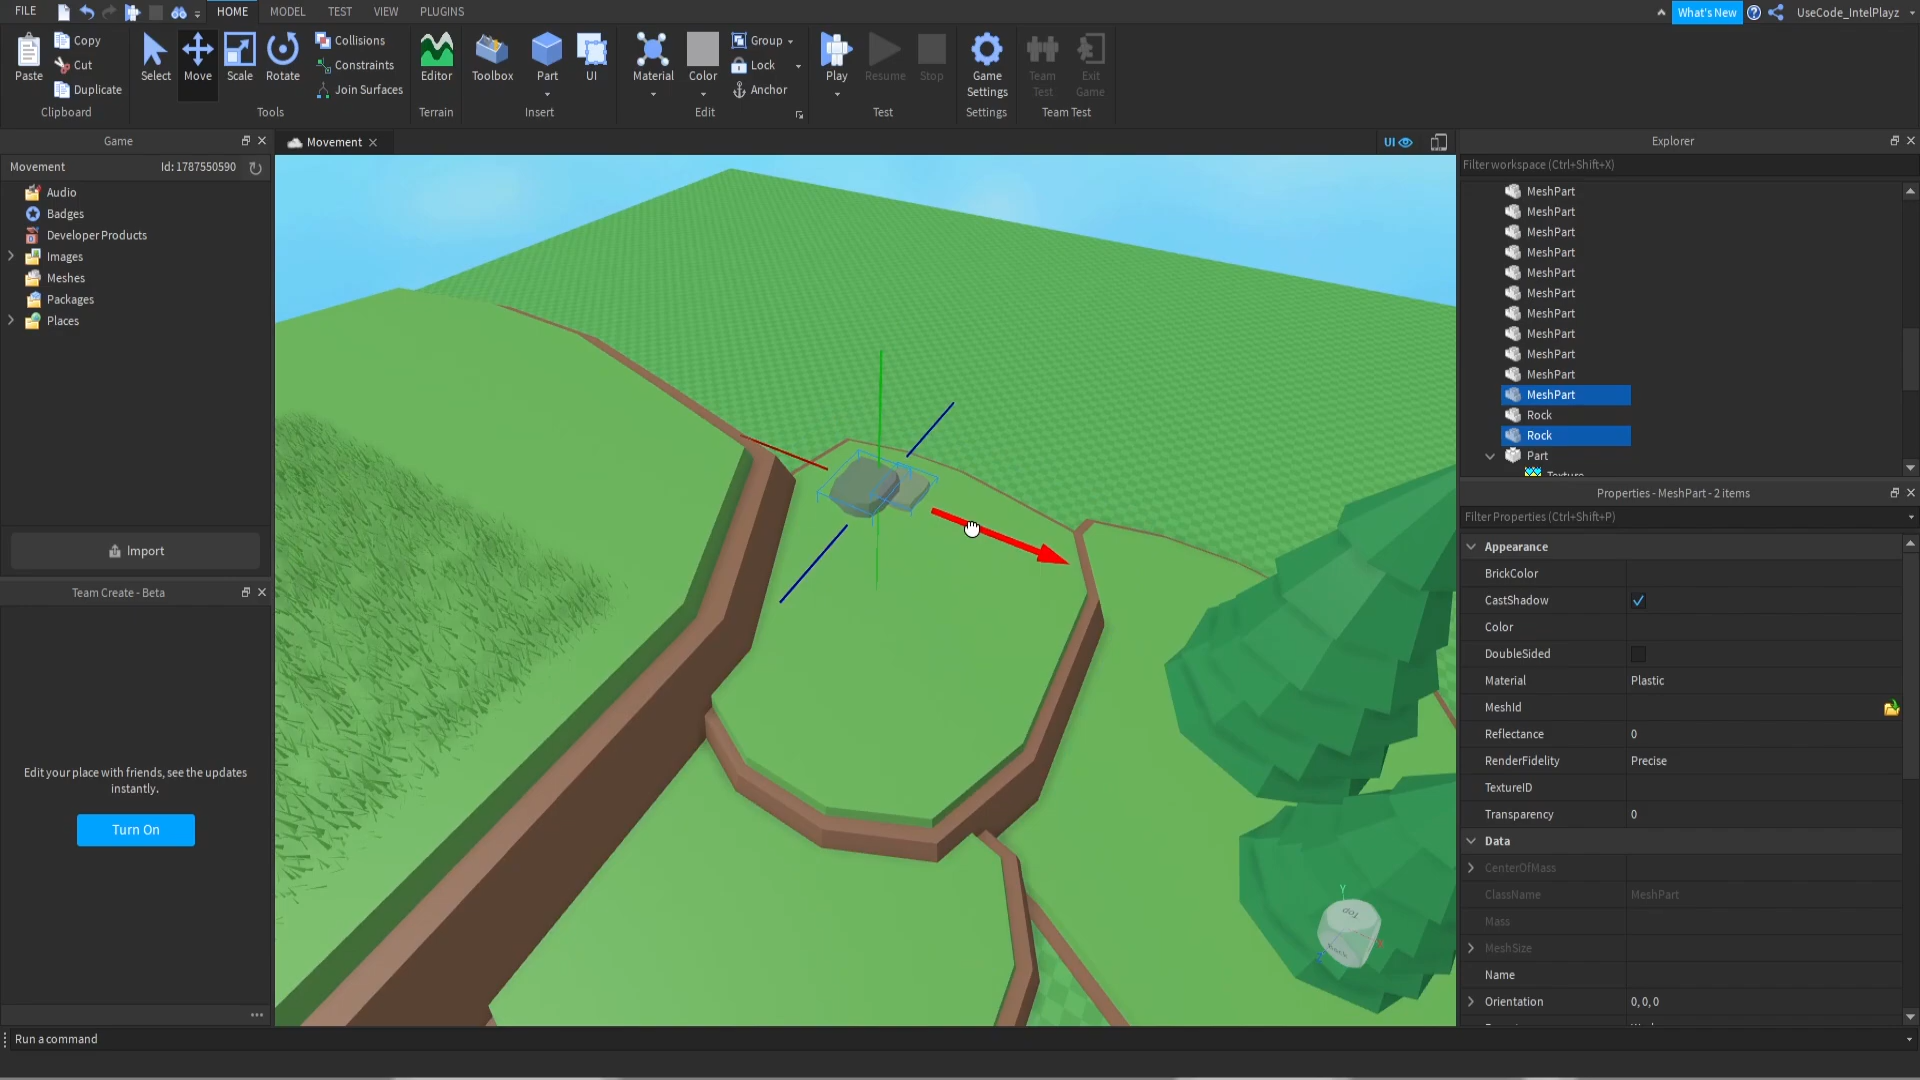 FILE HOME MODEL TEST VIEW PLUGINS What's New UseCode_IntelPlayz
Paste Copy Cut Duplicate Clipboard
Select Move Scale Rotate Collisions Constraints Join Surfaces Tools
Editor Terrain
Toolbox Part UI Insert
Material Color Group Lock Anchor Edit
Play Resume Stop Test
Game Settings Settings
Team Test Exit Game Team Test
Game
Movement Id: 1787550590
Audio
Badges
Developer Products
Images
Meshes
Packages
Places
Import
Team Create - Beta
Edit your place with friends, see the updates
instantly.
Turn On
Movement
UI
Top
Y
Explorer
Filter workspace (Ctrl+Shift+X)
MeshPart
MeshPart
MeshPart
MeshPart
MeshPart
MeshPart
MeshPart
MeshPart
MeshPart
MeshPart
MeshPart
Rock
Rock
Part
Texture
Properties - MeshPart - 2 items
Filter Properties (Ctrl+Shift+P)
Appearance
BrickColor
CastShadow
Color
DoubleSided
Material Plastic
MeshId
Reflectance 0
RenderFidelity Precise
TextureID
Transparency 0
Data
CenterOfMass
ClassName MeshPart
Mass
MeshSize
Name
Orientation 0, 0, 0
Run a command